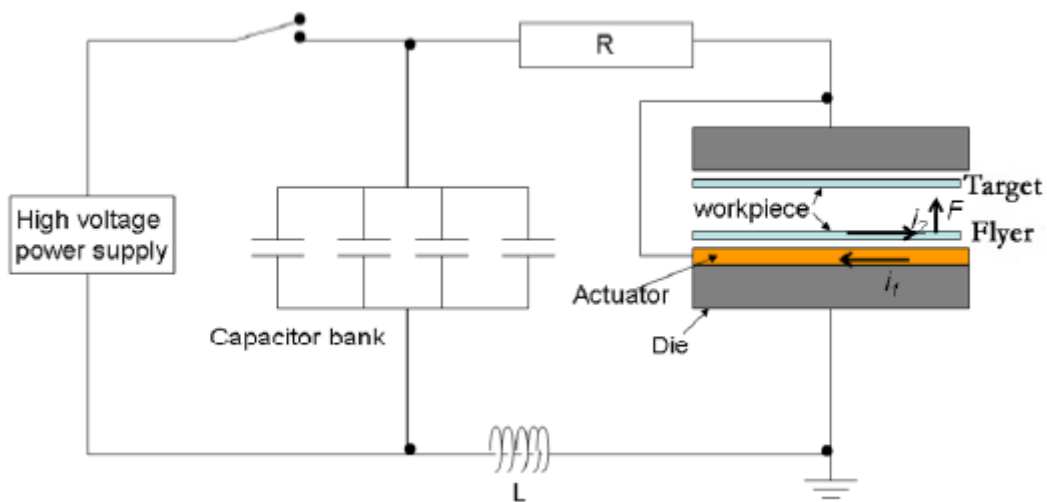 R
High voltage
power supply
Capacitor bank
Target
workpiece
F
i₂
Flyer
Actuator
i₁
Die
L